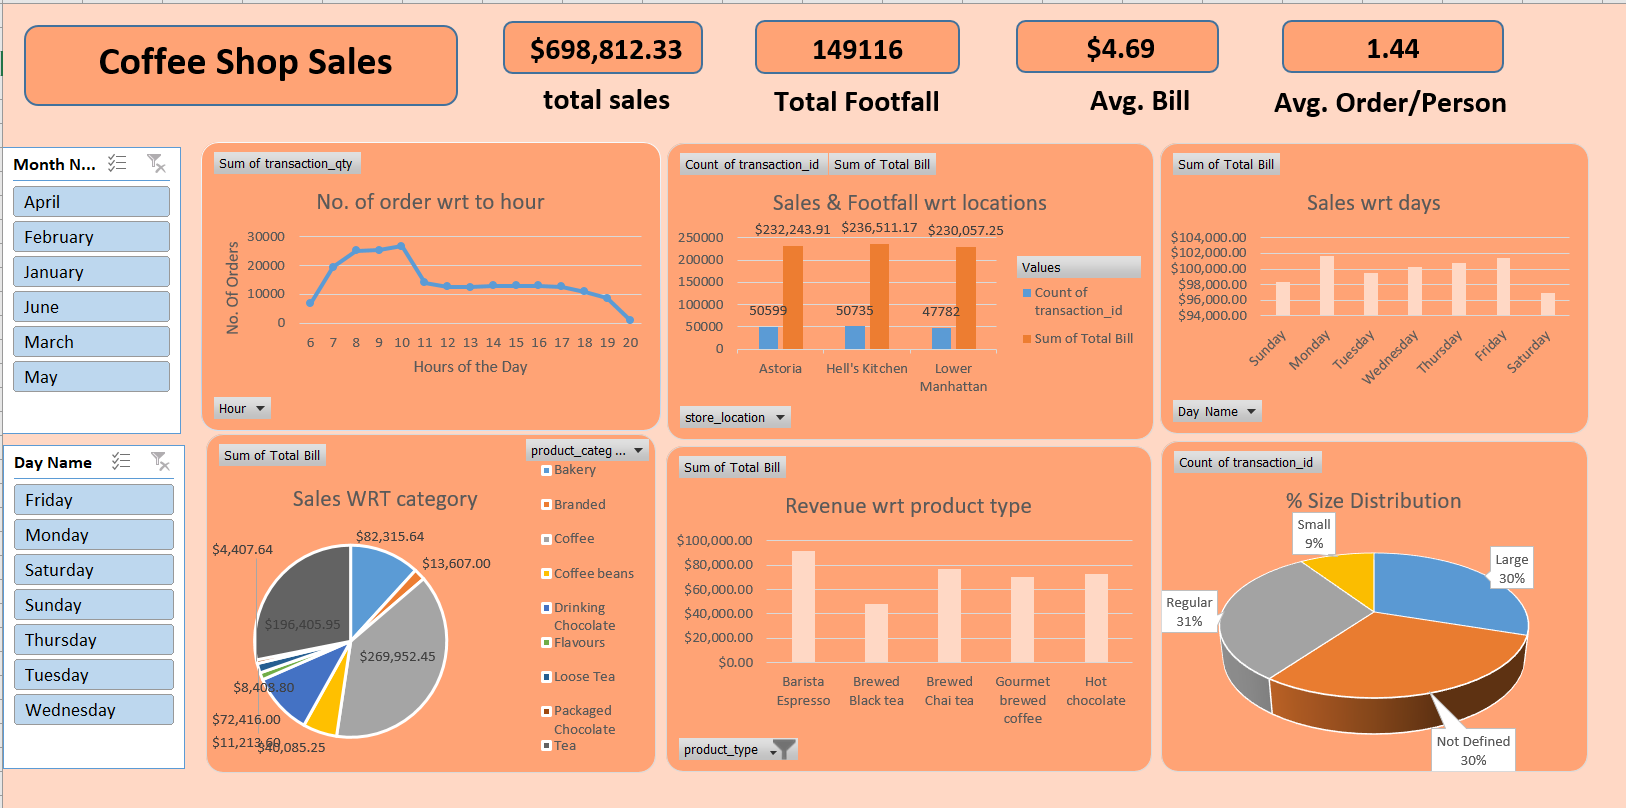 Coffee Shop Sales
$698,812.33
total sales
149116
Total Footfall
$4.69
Avg. Bill
1.44
Avg. Order/Person
Month N...
April
February
January
June
March
May
Day Name
Friday
Monday
Saturday
Sunday
Thursday
Tuesday
Wednesday
Sum of transaction_qty
No. of order wrt to hour
No. Of Orders
30000
20000
10000
0
6 7 8 9 10 11 12 13 14 15 16 17 18 19 20
Hours of the Day
Hour
Count of transaction_id Sum of Total Bill
Sales & Footfall wrt locations
$232,243.91 $236,511.17 $230,057.25
250000
200000
150000
100000
50000
0
50599 50735 47782
Astoria Hell's Kitchen Lower
Manhattan
Values
Count of
transaction_id
Sum of Total Bill
store_location
Sum of Total Bill
Sales wrt days
$104,000.00
$102,000.00
$100,000.00
$98,000.00
$96,000.00
$94,000.00
Sunday Monday Tuesday Wednesday Thursday Friday Saturday
Day Name
Sum of Total Bill
product_categ ...
Sales WRT category
$82,315.64
$13,607.00
$269,952.45
$40,085.25
$72,416.00
$8,408.80
$11,213.60
$4,407.64
$196,405.95
Bakery
Branded
Coffee
Coffee beans
Drinking
Chocolate
Flavours
Loose Tea
Packaged
Chocolate
Tea
Sum of Total Bill
Revenue wrt product type
$100,000.00
$80,000.00
$60,000.00
$40,000.00
$20,000.00
$0.00
Barista
Espresso
Brewed
Black tea
Brewed
Chai tea
Gourmet
brewed
coffee
Hot
chocolate
product_type
Count of transaction_id
% Size Distribution
Small
9%
Large
30%
Regular
31%
Not Defined
30%